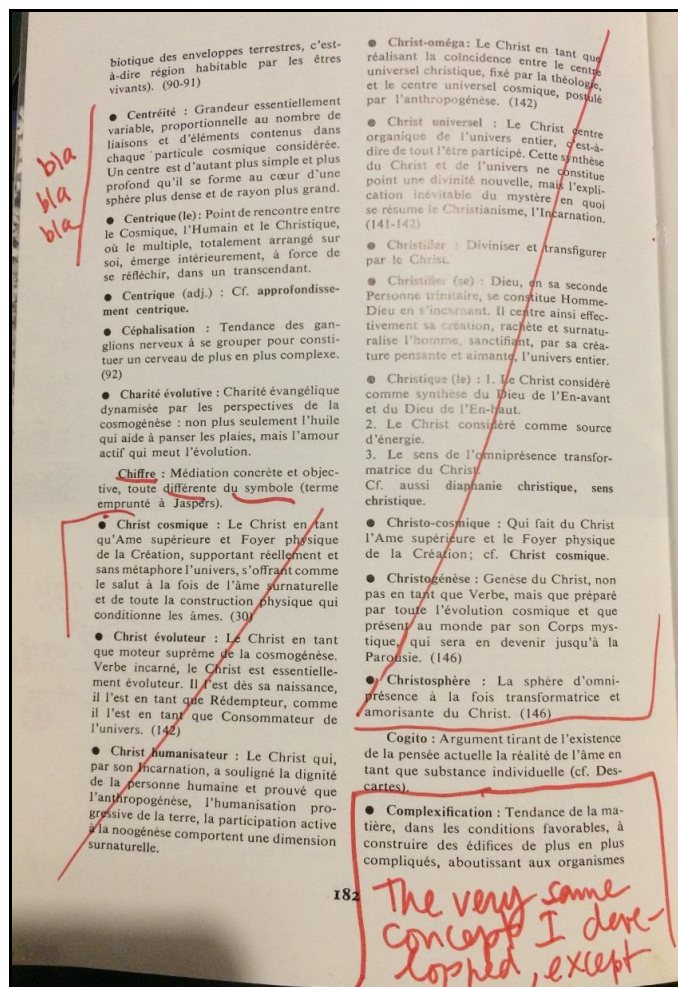 biotique des enveloppes terrestres, c'est-
à-dire région habitable par les êtres
vivants). (90-91)
bla
bla
bla
● Centréité : Grandeur essentiellement
variable, proportionnelle au nombre de
liaisons et d'éléments contenus dans
chaque particule cosmique considérée.
Un centre est d'autant plus simple et plus
profond qu'il se forme au cœur d'une
sphère plus dense et de rayon plus grand.
● Centrique (le) : Point de rencontre entre
le Cosmique, l'Humain et le Christique,
où le multiple, totalement arrangé sur
soi, émerge intérieurement, à force de
se réfléchir, dans un transcendant.
● Centrique (adj.) : Cf. approfondisse-
ment centrique.
● Céphalisation : Tendance des gan-
glions nerveux à se grouper pour consti-
tuer un cerveau de plus en plus complexe.
(92)
● Charité évolutive : Charité évangélique
dynamisée par les perspectives de la
cosmogénèse : non plus seulement l'huile
qui aide à panser les plaies, mais l'amour
actif qui meut l'évolution.
Chiffre : Médiation concrète et objec-
tive, toute différente du symbole (terme
emprunté à Jaspers).
● Christ cosmique : Le Christ en tant
qu'Ame supérieure et Foyer physique
de la Création, supportant réellement et
sans métaphore l'univers, s'offrant comme
le salut à la fois de l'âme surnaturelle
et de toute la construction physique qui
conditionne les âmes. (30)
● Christ évoluteur : Le Christ en tant
que moteur suprême de la cosmogénèse.
Verbe incarné, le Christ est essentielle-
ment évoluteur. Il l'est dès sa naissance,
il l'est en tant que Rédempteur, comme
il l'est en tant que Consommateur de
l'univers. (142)
● Christ humanisateur : Le Christ qui,
par son Incarnation, a souligné la dignité
de la personne humaine et prouvé que
l'anthropogénèse, l'humanisation pro-
gressive de la terre, la participation active
à la noogénèse comportent une dimension
surnaturelle.
● Christ-oméga : Le Christ en tant que
réalisant la coïncidence entre le centre
universel christique, fixé par la théologie,
et le centre universel cosmique, postulé
par l'anthropogénèse. (142)
● Christ universel : Le Christ centre
organique de l'univers entier, c'est-à-
dire de tout l'être participé. Cette synthèse
du Christ et de l'univers ne constitue
point une divinité nouvelle, mais l'expli-
cation inévitable du mystère en quoi
se résume le Christianisme, l'Incarnation.
(141-142)
● Christifier : Diviniser et transfigurer
par le Christ.
● Christifier (se) : Dieu, en sa seconde
Personne trinitaire, se constitue Homme-
Dieu en s'incarnant. Il centre ainsi effec-
tivement sa création, rachète et surnatu-
ralise l'homme, sanctifiant, par sa créa-
ture pensante et aimante, l'univers entier.
● Christique (le) : 1. Le Christ considéré
comme synthèse du Dieu de l'En-avant
et du Dieu de l'En-haut.
2. Le Christ considéré comme source
d'énergie.
3. Le sens de l'omniprésence transfor-
matrice du Christ.
Cf. aussi diaphanie christique, sens
christique.
● Christo-cosmique : Qui fait du Christ
l'Ame supérieure et le Foyer physique
de la Création; cf. Christ cosmique.
● Christogénèse : Genèse du Christ, non
pas en tant que Verbe, mais que préparé
par toute l'évolution cosmique et que
présent au monde par son Corps mys-
tique, qui sera en devenir jusqu'à la
Parousie. (146)
● Christosphère : La sphère d'omni-
présence à la fois transformatrice et
amorisante du Christ. (146)
Cogito : Argument tirant de l'existence
de la pensée actuelle la réalité de l'âme en
tant que substance individuelle (cf. Des-
cartes).
● Complexification : Tendance de la ma-
tière, dans les conditions favorables, à
construire des édifices de plus en plus
compliqués, aboutissant aux organismes
182
The very same
concept I deve-
lopped, except